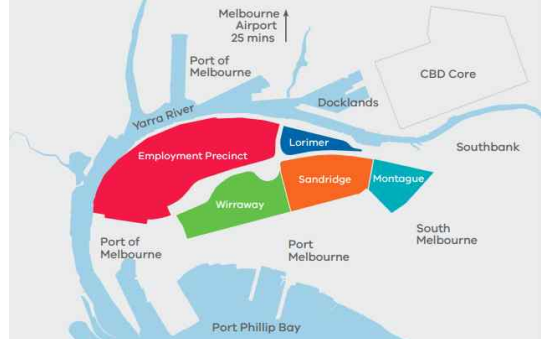 Melbourne
Airport
25 mins
Port of
Melbourne
CBD Core
Docklands
Yarra River
Lorimer
Southbank
Employment Precinct
Sandridge
Montague
Wirraway
South
Melbourne
Port of
Melbourne
Port
Melbourne
Port Phillip Bay